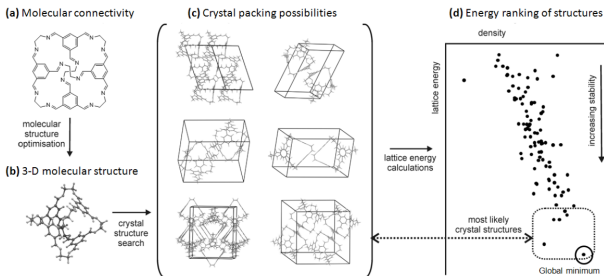 (a) Molecular connectivity
molecular
structure
optimisation
(b) 3-D molecular structure
crystal
structure
search
(c) Crystal packing possibilities
lattice energy
calculations
most likely
crystal structures
(d) Energy ranking of structures
density
lattice energy
increasing stability
Global minimum